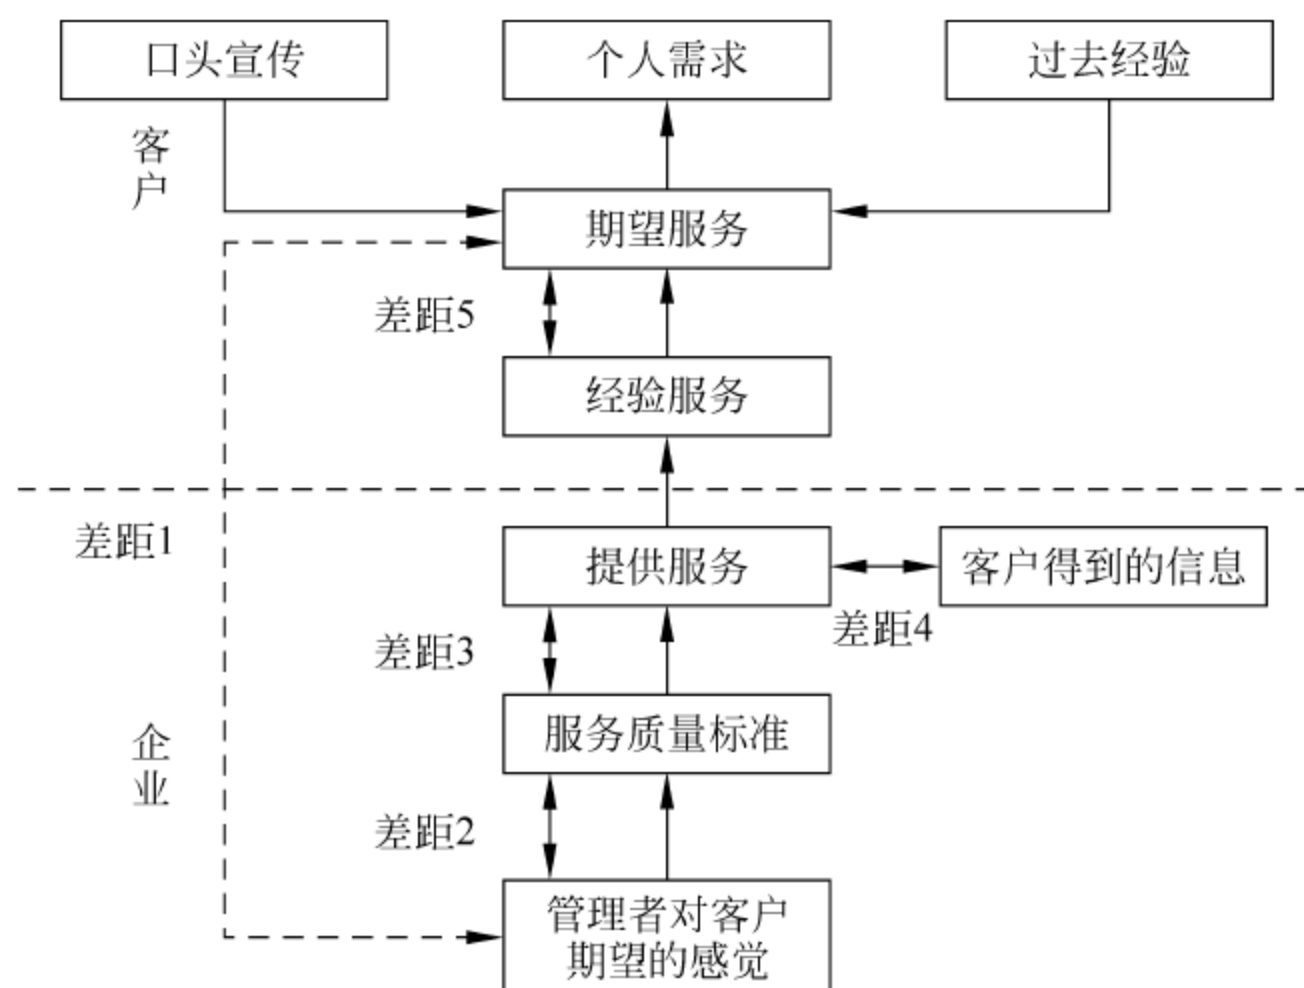 口头宣传
个人需求
过去经验
客
户
期望服务
差距5
经验服务
差距1
提供服务
客户得到的信息
差距4
差距3
企
业
服务质量标准
差距2
管理者对客户
期望的感觉